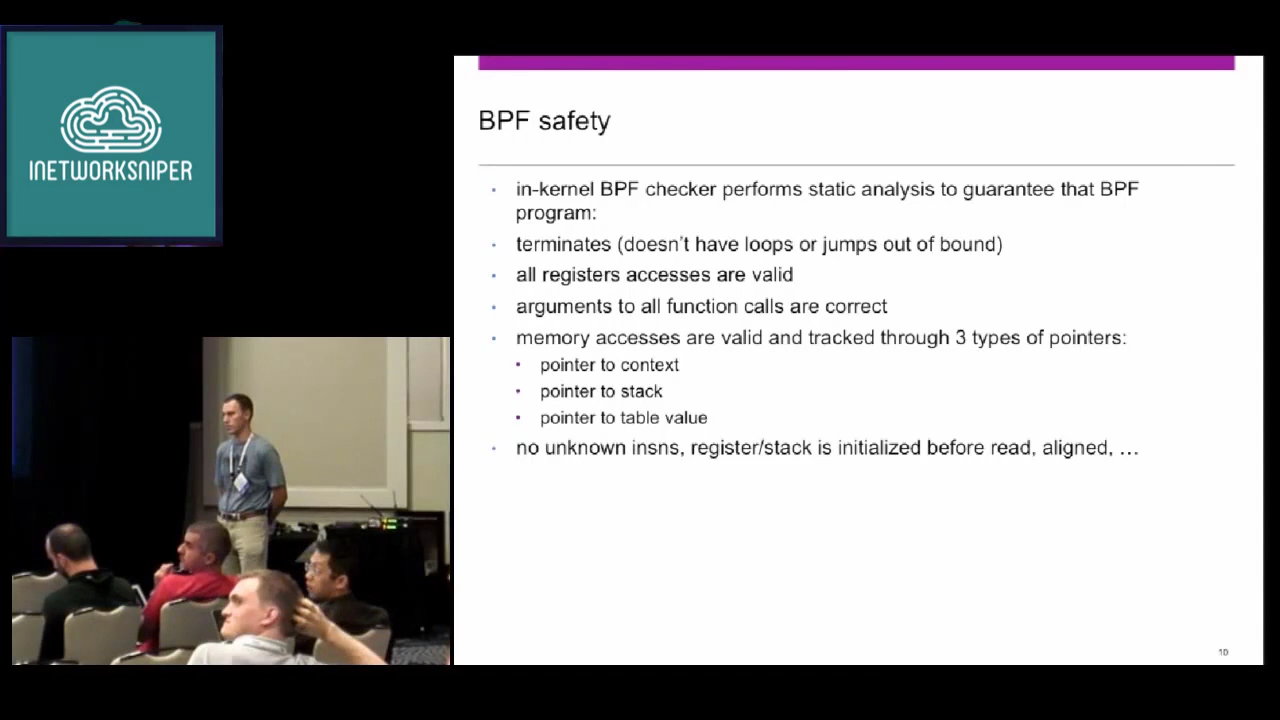 INETWORKSNIPER
BPF safety
in-kernel BPF checker performs static analysis to guarantee that BPF
program:
terminates (doesn't have loops or jumps out of bound)
all registers accesses are valid
arguments to all function calls are correct
memory accesses are valid and tracked through 3 types of pointers:
pointer to context
pointer to stack
pointer to table value
no unknown insns, register/stack is initialized before read, aligned, …
10